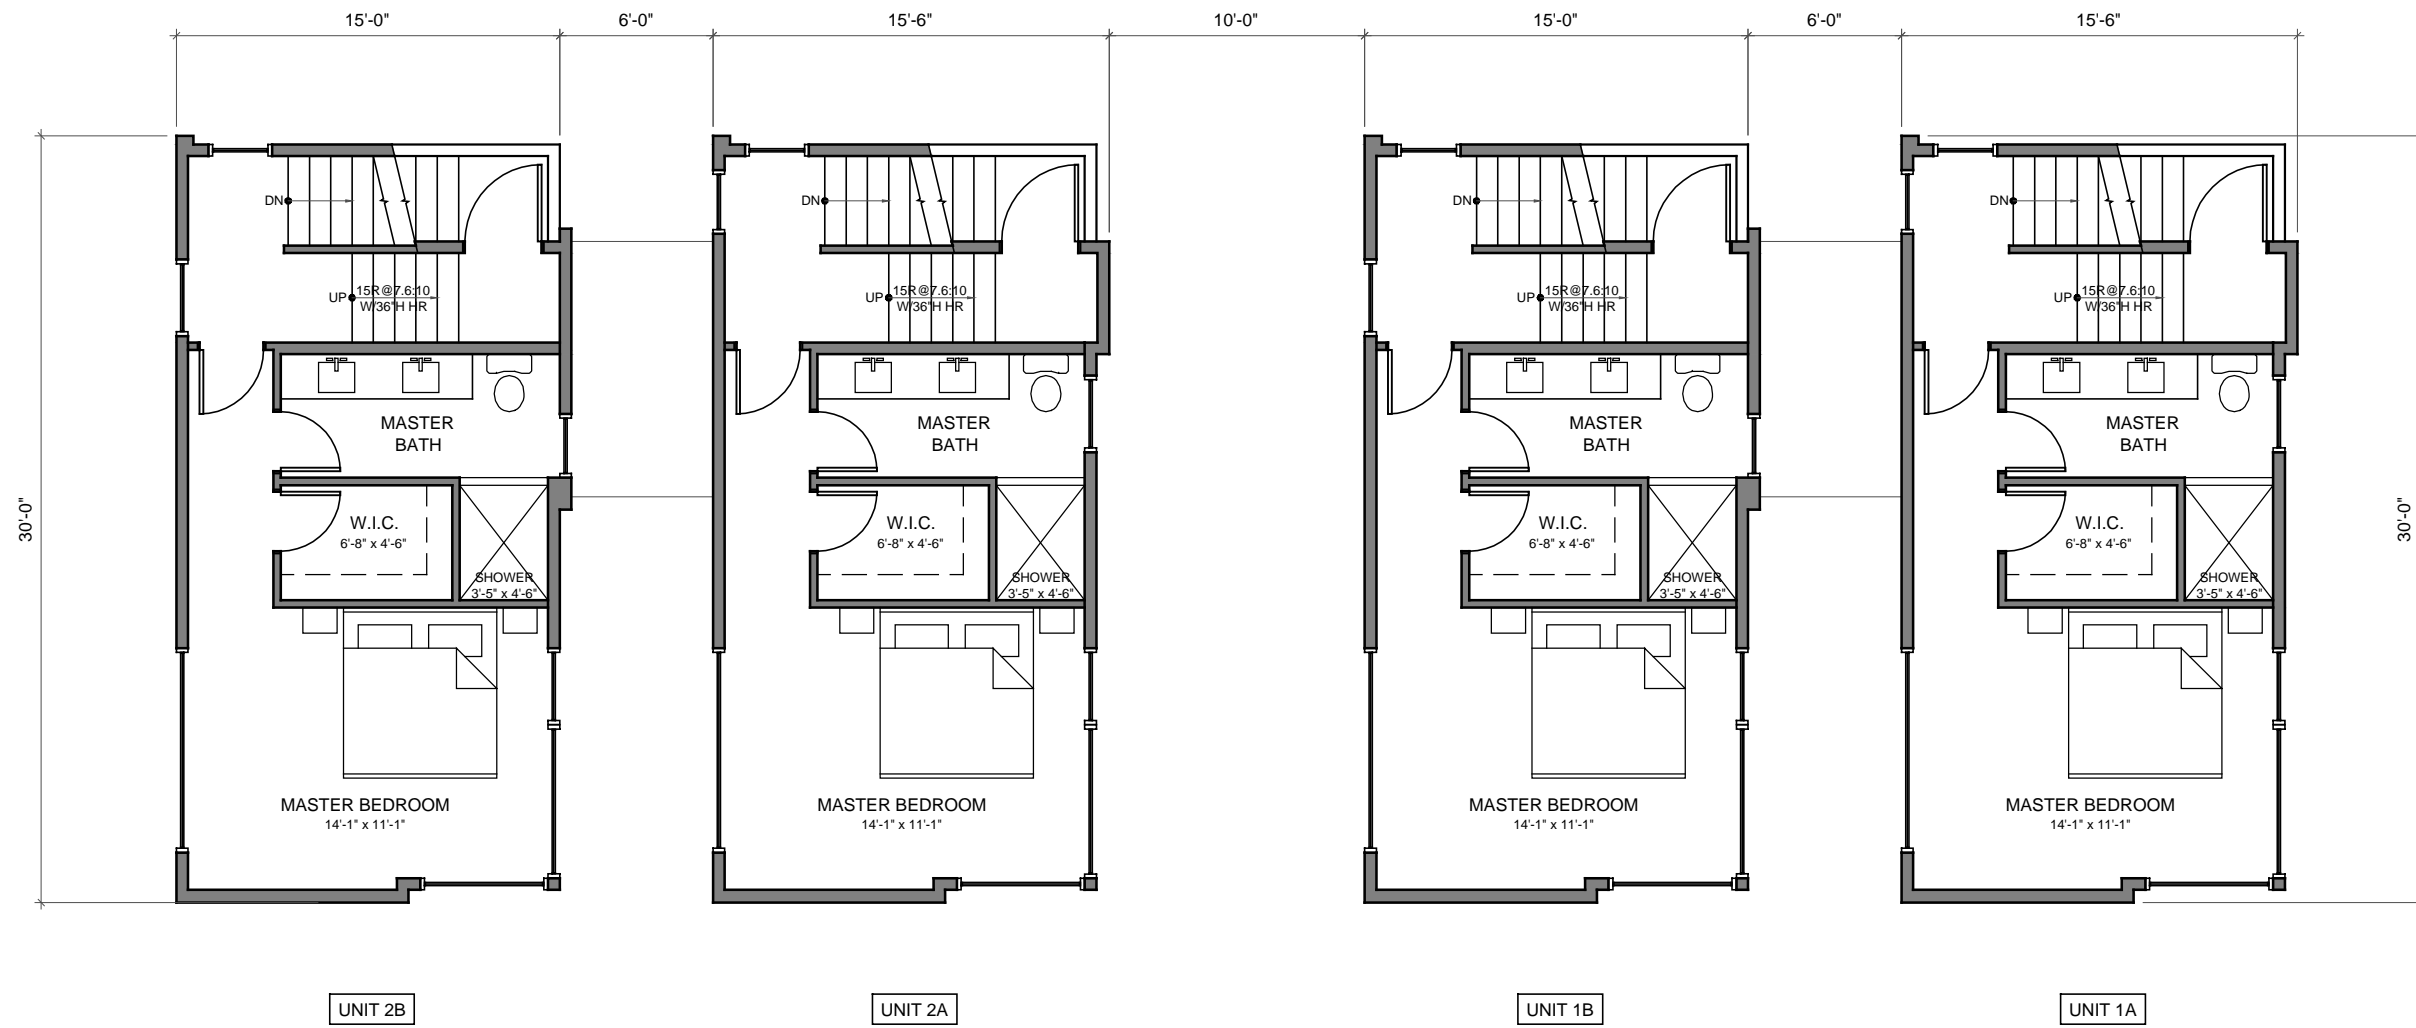 15'-0" 6'-0" 15'-6" 10'-0" 15'-0" 6'-0" 15'-6"
30'-0"
30'-0"
DN
UP
15R@7.6:10
W/36"H HR
MASTER
BATH
W.I.C.
6'-8" x 4'-6"
SHOWER
3'-5" x 4'-6"
MASTER BEDROOM
14'-1" x 11'-1"
UNIT 2B
DN
UP
15R@7.6:10
W/36"H HR
MASTER
BATH
W.I.C.
6'-8" x 4'-6"
SHOWER
3'-5" x 4'-6"
MASTER BEDROOM
14'-1" x 11'-1"
UNIT 2A
DN
UP
15R@7.6:10
W/36"H HR
MASTER
BATH
W.I.C.
6'-8" x 4'-6"
SHOWER
3'-5" x 4'-6"
MASTER BEDROOM
14'-1" x 11'-1"
UNIT 1B
DN
UP
15R@7.6:10
W/36"H HR
MASTER
BATH
W.I.C.
6'-8" x 4'-6"
SHOWER
3'-5" x 4'-6"
MASTER BEDROOM
14'-1" x 11'-1"
UNIT 1A